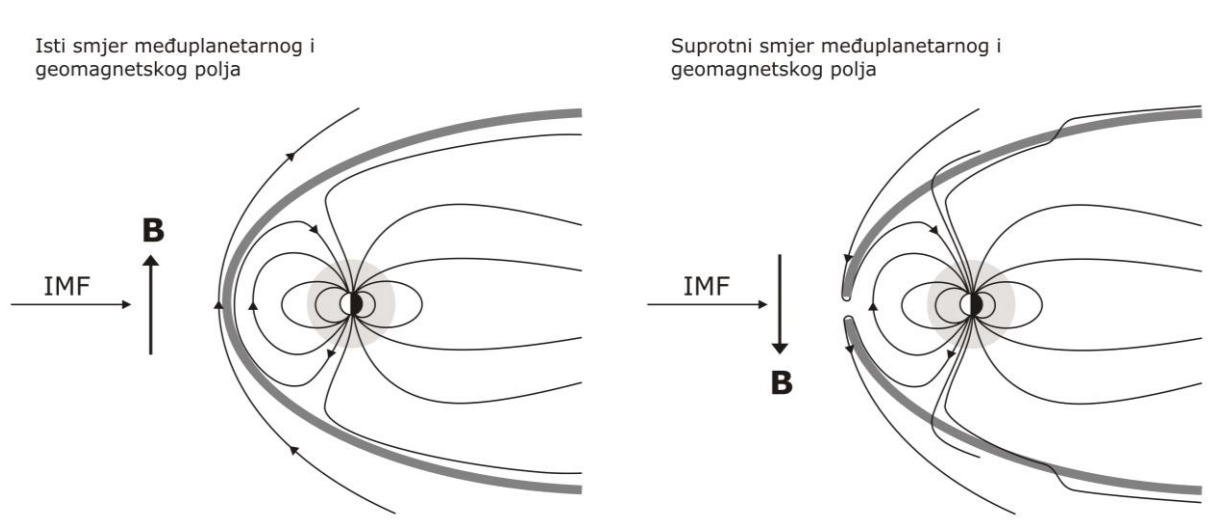 Isti smjer međuplanetarnog i
geomagnetskog polja
B
IMF
Suprotni smjer međuplanetarnog i
geomagnetskog polja
IMF
B